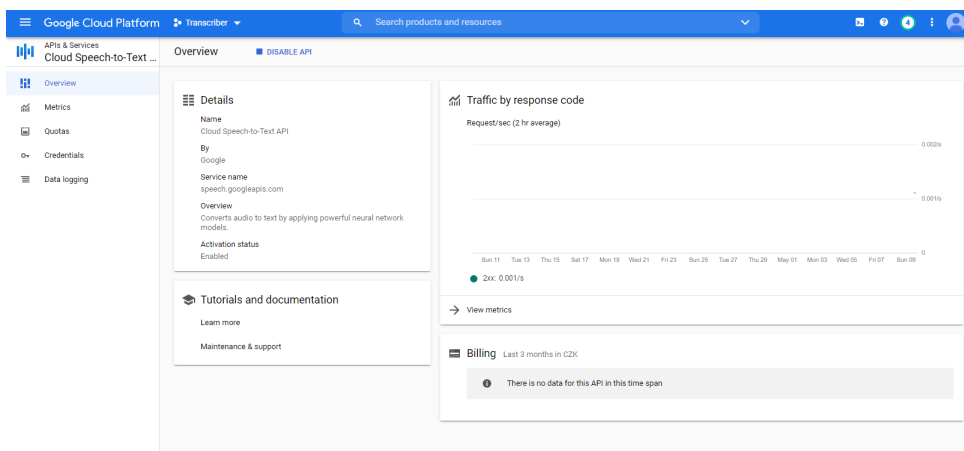 Google Cloud Platform
Transcriber
Search products and resources
4
APIs & Services
Cloud Speech-to-Text ...
Overview
DISABLE API
Overview
Metrics
Quotas
Credentials
Data logging
Details
Name
Cloud Speech-to-Text API
By
Google
Service name
speech.googleapis.com
Overview
Converts audio to text by applying powerful neural network
models.
Activation status
Enabled
Tutorials and documentation
Learn more
Maintenance & support
Traffic by response code
Request/sec (2 hr average)
0.002/s
0.001/s
0
Sun 11 Tue 13 Thu 15 Sat 17 Mon 19 Wed 21 Fri 23 Sun 25 Tue 27 Thu 29 May 01 Mon 03 Wed 05 Fri 07 Sun 09
2xx: 0.001/s
View metrics
Billing Last 3 months in CZK
There is no data for this API in this time span